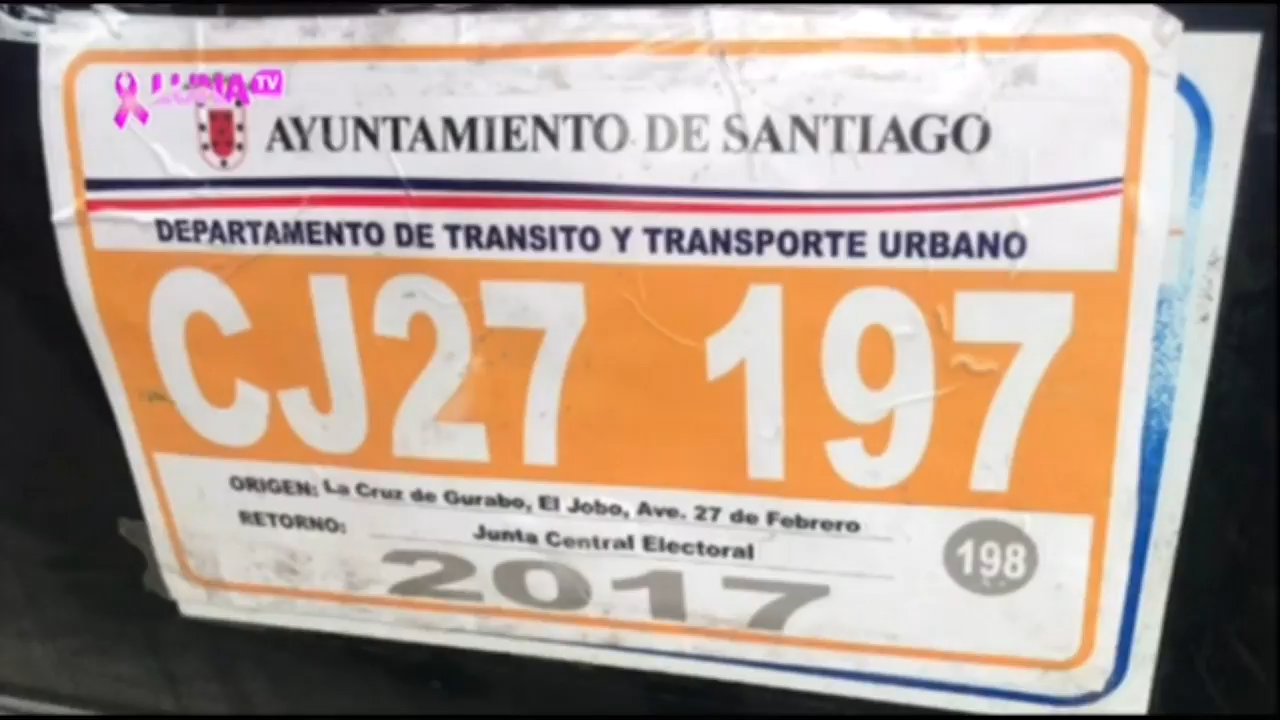 TV
AYUNTAMIENTO DE SANTIAGO
DEPARTAMENTO DE TRANSITO Y TRANSPORTE URBANO
CJ27 197
ORIGEN: La Cruz de Gurabo, El Jobo, Ave. 27 de Febrero
RETORNO: Junta Central Electoral
198
2017